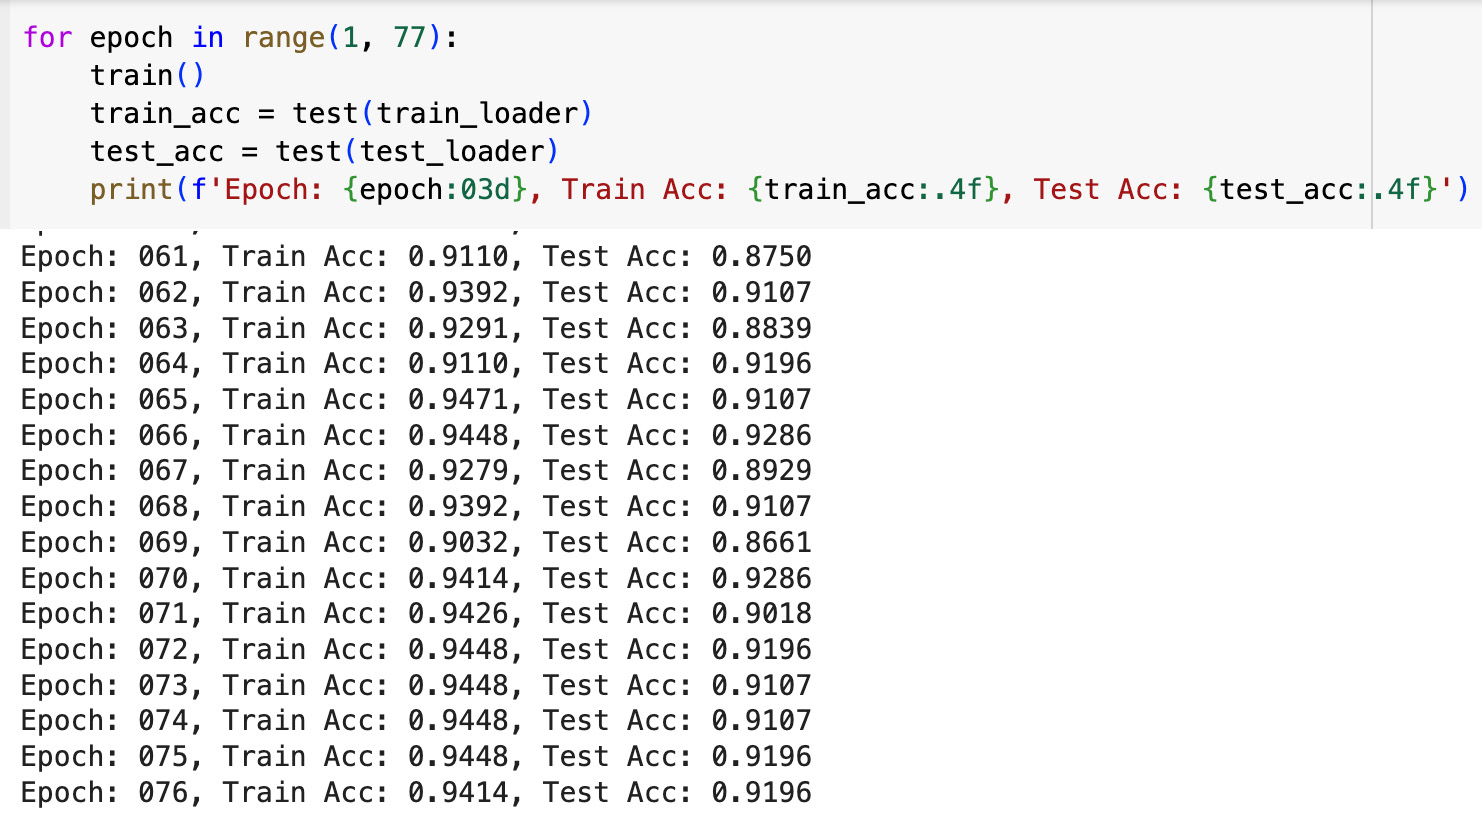 for epoch in range(1, 77):
    train()
    train_acc = test(train_loader)
    test_acc = test(test_loader)
    print(f'Epoch: {epoch:03d}, Train Acc: {train_acc:.4f}, Test Acc: {test_acc:.4f}')
Epoch: 061, Train Acc: 0.9110, Test Acc: 0.8750
Epoch: 062, Train Acc: 0.9392, Test Acc: 0.9107
Epoch: 063, Train Acc: 0.9291, Test Acc: 0.8839
Epoch: 064, Train Acc: 0.9110, Test Acc: 0.9196
Epoch: 065, Train Acc: 0.9471, Test Acc: 0.9107
Epoch: 066, Train Acc: 0.9448, Test Acc: 0.9286
Epoch: 067, Train Acc: 0.9279, Test Acc: 0.8929
Epoch: 068, Train Acc: 0.9392, Test Acc: 0.9107
Epoch: 069, Train Acc: 0.9032, Test Acc: 0.8661
Epoch: 070, Train Acc: 0.9414, Test Acc: 0.9286
Epoch: 071, Train Acc: 0.9426, Test Acc: 0.9018
Epoch: 072, Train Acc: 0.9448, Test Acc: 0.9196
Epoch: 073, Train Acc: 0.9448, Test Acc: 0.9107
Epoch: 074, Train Acc: 0.9448, Test Acc: 0.9107
Epoch: 075, Train Acc: 0.9448, Test Acc: 0.9196
Epoch: 076, Train Acc: 0.9414, Test Acc: 0.9196